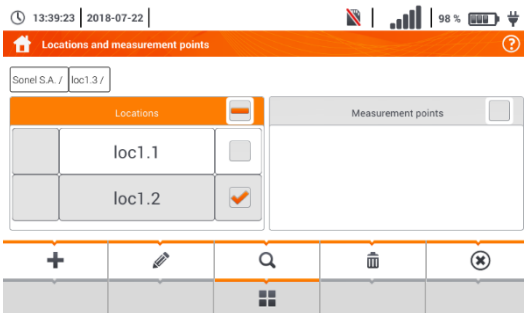 13:39:23 2018-07-22 98 %
Locations and measurement points
Sonel S.A. / loc1.3 /
Locations Measurement points
loc1.1
loc1.2